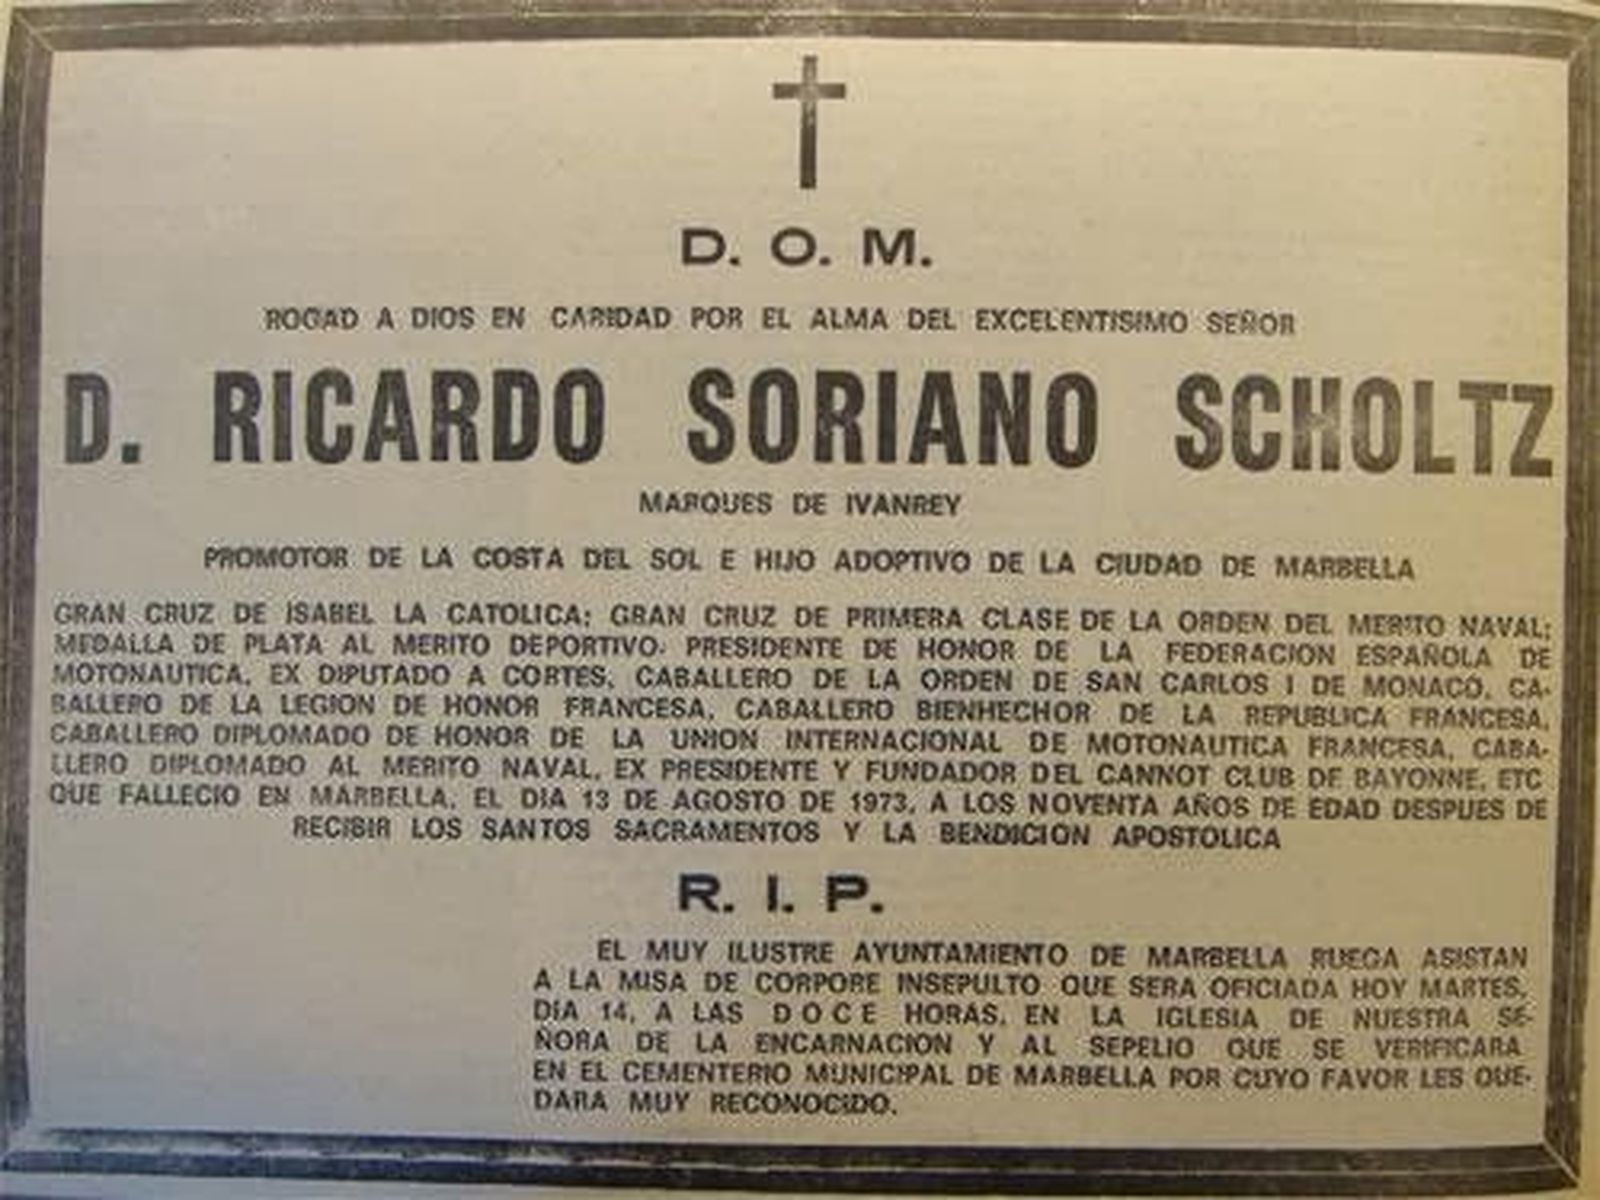 D. O. M.
ROGAD A DIOS EN CARIDAD POR EL ALMA DEL EXCELENTISIMO SEÑOR
D. RICARDO SORIANO SCHOLTZ
MARQUES DE IVANREY
PROMOTOR DE LA COSTA DEL SOL E HIJO ADOPTIVO DE LA CIUDAD DE MARBELLA
GRAN CRUZ DE ISABEL LA CATOLICA; GRAN CRUZ DE PRIMERA CLASE DE LA ORDEN DEL MERITO NAVAL;
MEDALLA DE PLATA AL MERITO DEPORTIVO. PRESIDENTE DE HONOR DE LA FEDERACION ESPAÑOLA DE
MOTONAUTICA, EX DIPUTADO A CORTES, CABALLERO DE LA ORDEN DE SAN CARLOS I DE MONACO, CA-
BALLERO DE LA LEGION DE HONOR FRANCESA, CABALLERO BIENHECHOR DE LA REPUBLICA FRANCESA,
CABALLERO DIPLOMADO DE HONOR DE LA UNION INTERNACIONAL DE MOTONAUTICA FRANCESA, CABA-
LLERO DIPLOMADO AL MERITO NAVAL, EX PRESIDENTE Y FUNDADOR DEL CANNOT CLUB DE BAYONNE, ETC
QUE FALLECIO EN MARBELLA, EL DIA 13 DE AGOSTO DE 1973, A LOS NOVENTA AÑOS DE EDAD DESPUES DE
RECIBIR LOS SANTOS SACRAMENTOS Y LA BENDICION APOSTOLICA
R. I. P.
EL MUY ILUSTRE AYUNTAMIENTO DE MARBELLA RUEGA ASISTAN
A LA MISA DE CORPORE INSEPULTO QUE SERA OFICIADA HOY MARTES,
DIA 14, A LAS DOCE HORAS, EN LA IGLESIA DE NUESTRA SE-
ÑORA DE LA ENCARNACION Y AL SEPELIO QUE SE VERIFICARA
EN EL CEMENTERIO MUNICIPAL DE MARBELLA POR CUYO FAVOR LES QUE-
DARA MUY RECONOCIDO.